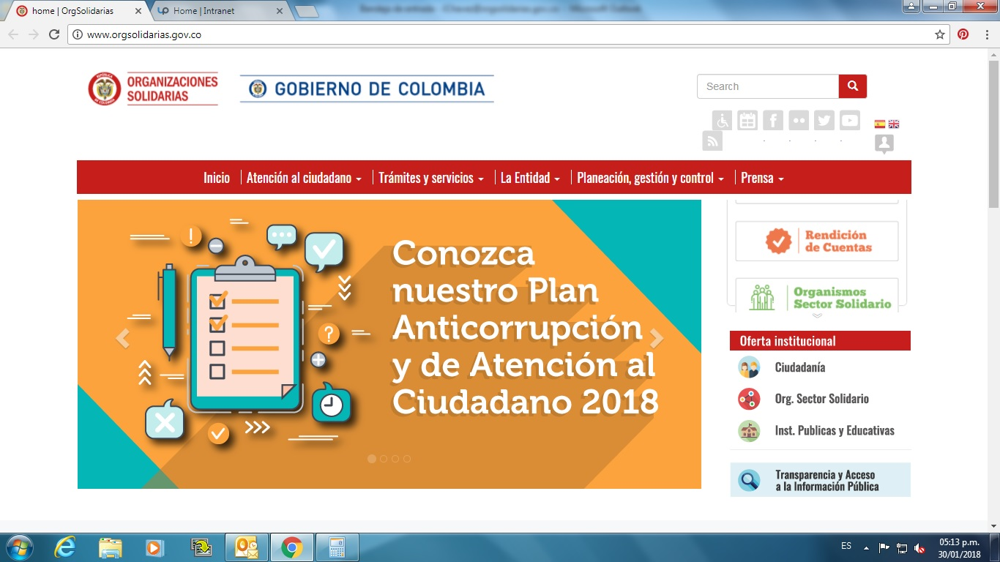 home | OrgSolidarias
Home | Intranet
www.orgsolidarias.gov.co
REPÚBLICA
DE COLOMBIA
ORGANIZACIONES
SOLIDARIAS
GOBIERNO DE COLOMBIA
Search
Inicio
Atención al ciudadano
Trámites y servicios
La Entidad
Planeación, gestión y control
Prensa
Conozca
nuestro Plan
Anticorrupción
y de Atención al
Ciudadano 2018
Rendición
de Cuentas
Organismos
Sector Solidario
Oferta institucional
Ciudadanía
Org. Sector Solidario
Inst. Publicas y Educativas
Transparencia y Acceso
a la Información Pública
ES
05:13 p.m.
30/01/2018